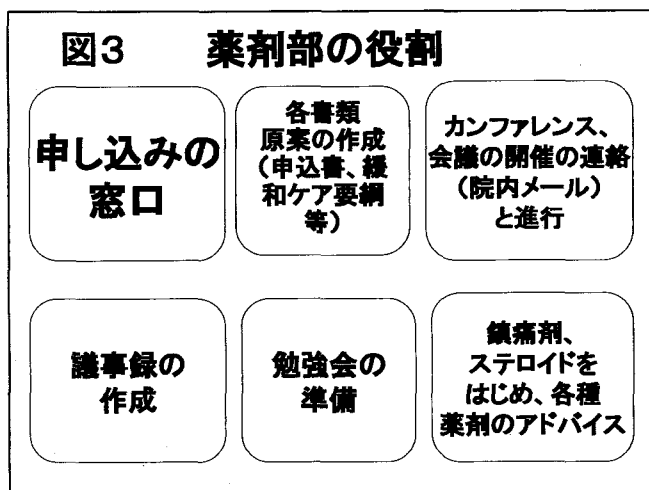 図3 薬剤部の役割
申し込みの
窓口
各書類
原案の作成
(申込書、緩
和ケア要綱
等)
カンファレンス、
会議の開催の連絡
(院内メール)
と進行
議事録の
作成
勉強会の
準備
鎮痛剤、
ステロイドを
はじめ、各種
薬剤のアドバイス